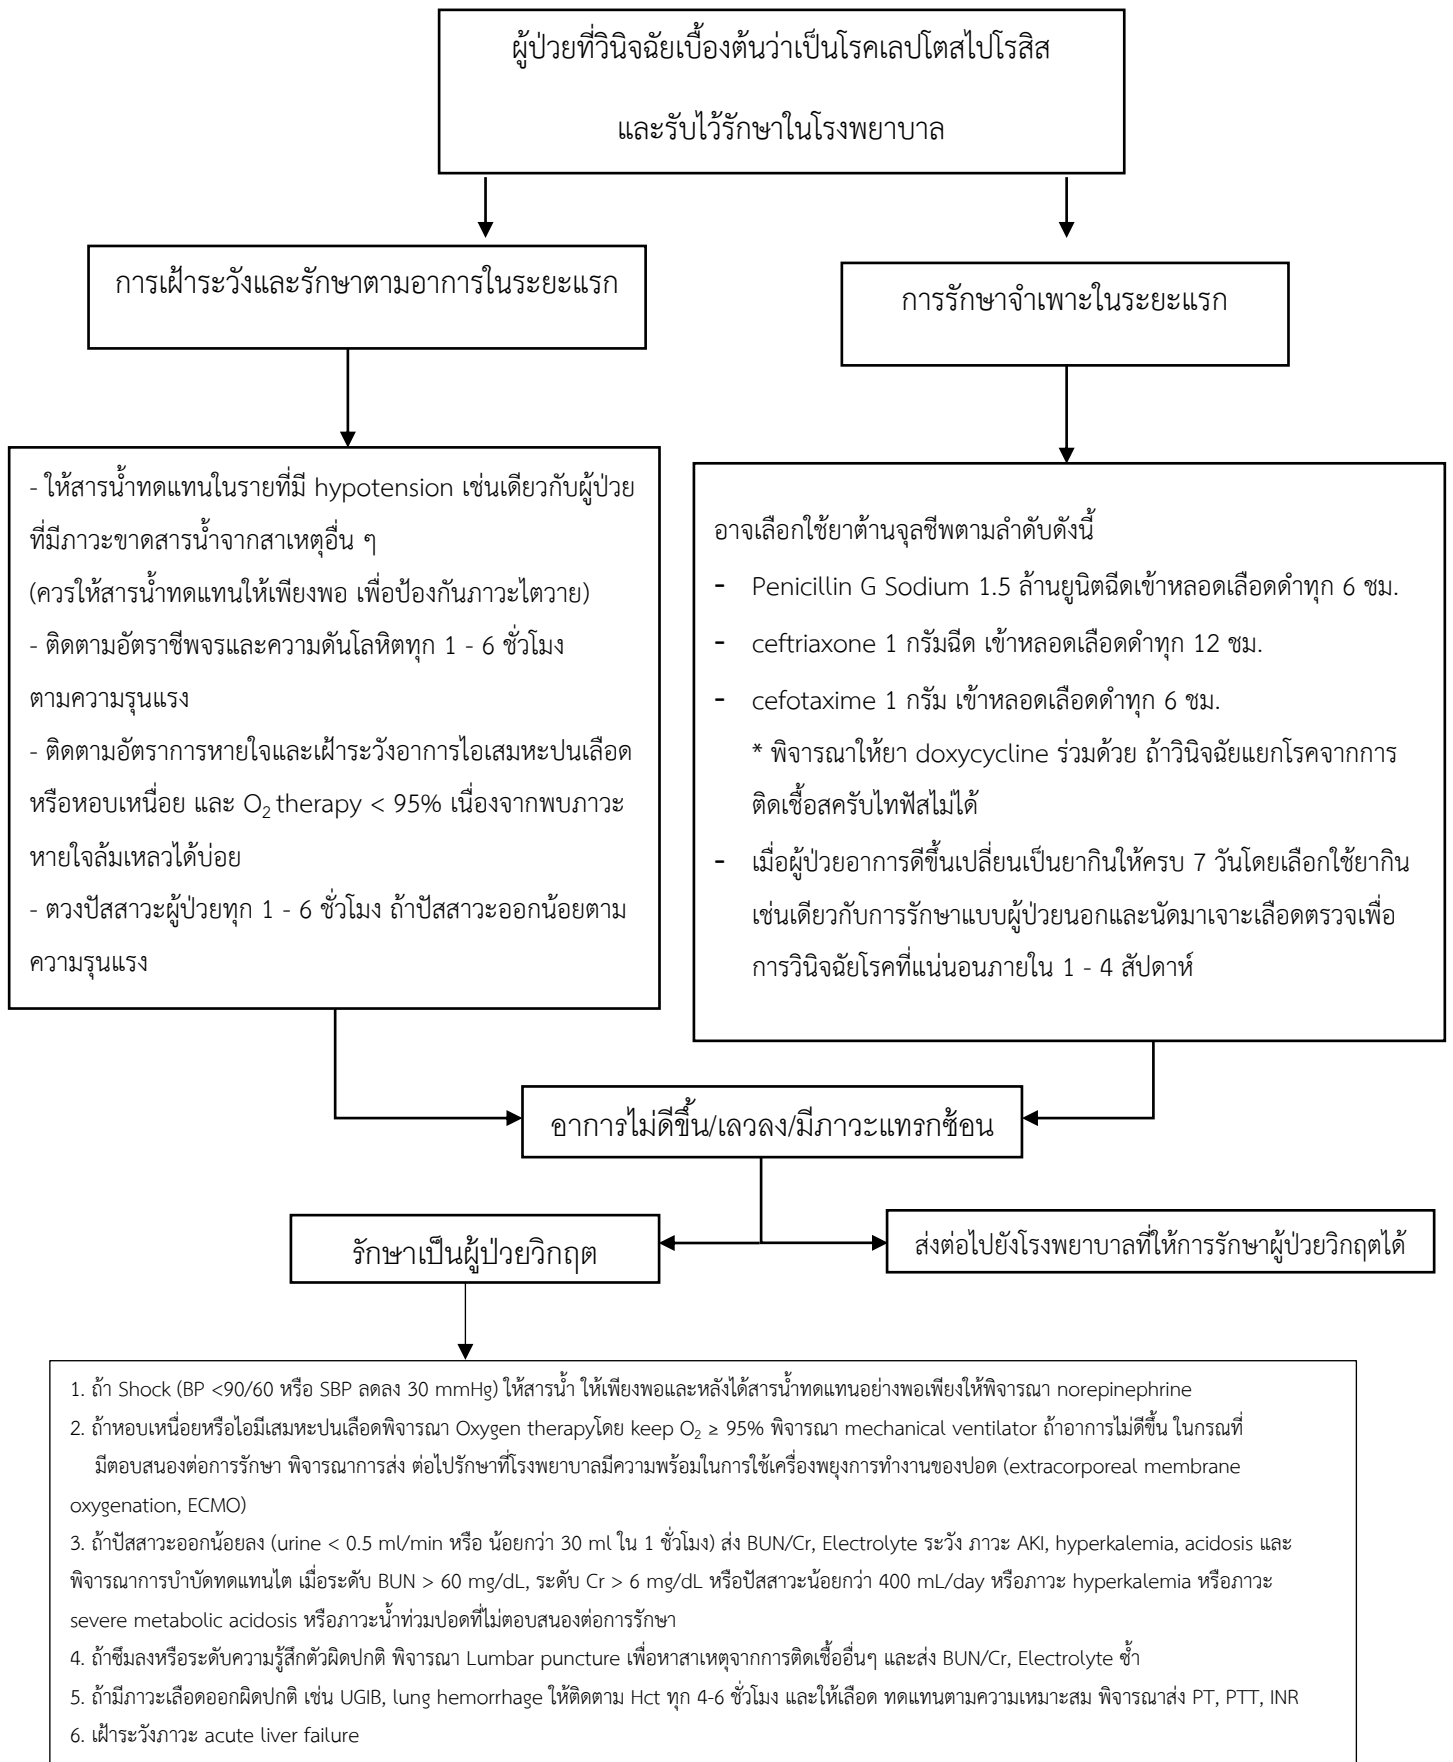 ผู้ป่วยที่วินิจฉัยเบื้องต้นว่าเป็นโรคเลปโตสไปโรสิส
และรับไว้รักษาในโรงพยาบาล
การเฝ้าระวังและรักษาตามอาการในระยะแรก
การรักษาจำเพาะในระยะแรก
- ให้สารน้ำทดแทนในรายที่มี hypotension เช่นเดียวกับผู้ป่วย
ที่มีภาวะขาดสารน้ำจากสาเหตุอื่น ๆ
(ควรให้สารน้ำทดแทนให้เพียงพอ เพื่อป้องกันภาวะไตวาย)
- ติดตามอัตราชีพจรและความดันโลหิตทุก 1 - 6 ชั่วโมง
ตามความรุนแรง
- ติดตามอัตราการหายใจและเฝ้าระวังอาการไอเสมหะปนเลือด
หรือหอบเหนื่อย และ O₂ therapy < 95% เนื่องจากพบภาวะ
หายใจล้มเหลวได้บ่อย
- ตวงปัสสาวะผู้ป่วยทุก 1 - 6 ชั่วโมง ถ้าปัสสาวะออกน้อยตาม
ความรุนแรง
อาจเลือกใช้ยาต้านจุลชีพตามลำดับดังนี้
- Penicillin G Sodium 1.5 ล้านยูนิตฉีดเข้าหลอดเลือดดำทุก 6 ชม.
- ceftriaxone 1 กรัมฉีด เข้าหลอดเลือดดำทุก 12 ชม.
- cefotaxime 1 กรัม เข้าหลอดเลือดดำทุก 6 ชม.
* พิจารณาให้ยา doxycycline ร่วมด้วย ถ้าวินิจฉัยแยกโรคจากการ
ติดเชื้อสครับไทฟัสไม่ได้
- เมื่อผู้ป่วยอาการดีขึ้นเปลี่ยนเป็นยากินให้ครบ 7 วันโดยเลือกใช้ยากิน
เช่นเดียวกับการรักษาแบบผู้ป่วยนอกและนัดมาเจาะเลือดตรวจเพื่อ
การวินิจฉัยโรคที่แน่นอนภายใน 1 - 4 สัปดาห์
อาการไม่ดีขึ้น/เลวลง/มีภาวะแทรกซ้อน
รักษาเป็นผู้ป่วยวิกฤต
ส่งต่อไปยังโรงพยาบาลที่ให้การรักษาผู้ป่วยวิกฤตได้
1. ถ้า Shock (BP <90/60 หรือ SBP ลดลง 30 mmHg) ให้สารน้ำ ให้เพียงพอและหลังได้สารน้ำทดแทนอย่างพอเพียงให้พิจารณา norepinephrine
2. ถ้าหอบเหนื่อยหรือไอมีเสมหะปนเลือดพิจารณา Oxygen therapyโดย keep O₂ ≥ 95% พิจารณา mechanical ventilator ถ้าอาการไม่ดีขึ้น ในกรณที่
มีตอบสนองต่อการรักษา พิจารณาการส่ง ต่อไปรักษาที่โรงพยาบาลมีความพร้อมในการใช้เครื่องพยุงการทำงานของปอด (extracorporeal membrane
oxygenation, ECMO)
3. ถ้าปัสสาวะออกน้อยลง (urine < 0.5 ml/min หรือ น้อยกว่า 30 ml ใน 1 ชั่วโมง) ส่ง BUN/Cr, Electrolyte ระวัง ภาวะ AKI, hyperkalemia, acidosis และ
พิจารณาการบำบัดทดแทนไต เมื่อระดับ BUN > 60 mg/dL, ระดับ Cr > 6 mg/dL หรือปัสสาวะน้อยกว่า 400 mL/day หรือภาวะ hyperkalemia หรือภาวะ
severe metabolic acidosis หรือภาวะน้ำท่วมปอดที่ไม่ตอบสนองต่อการรักษา
4. ถ้าซึมลงหรือระดับความรู้สึกตัวผิดปกติ พิจารณา Lumbar puncture เพื่อหาสาเหตุจากการติดเชื้ออื่นๆ และส่ง BUN/Cr, Electrolyte ซ้ำ
5. ถ้ามีภาวะเลือดออกผิดปกติ เช่น UGIB, lung hemorrhage ให้ติดตาม Hct ทุก 4-6 ชั่วโมง และให้เลือด ทดแทนตามความเหมาะสม พิจารณาส่ง PT, PTT, INR
6. เฝ้าระวังภาวะ acute liver failure